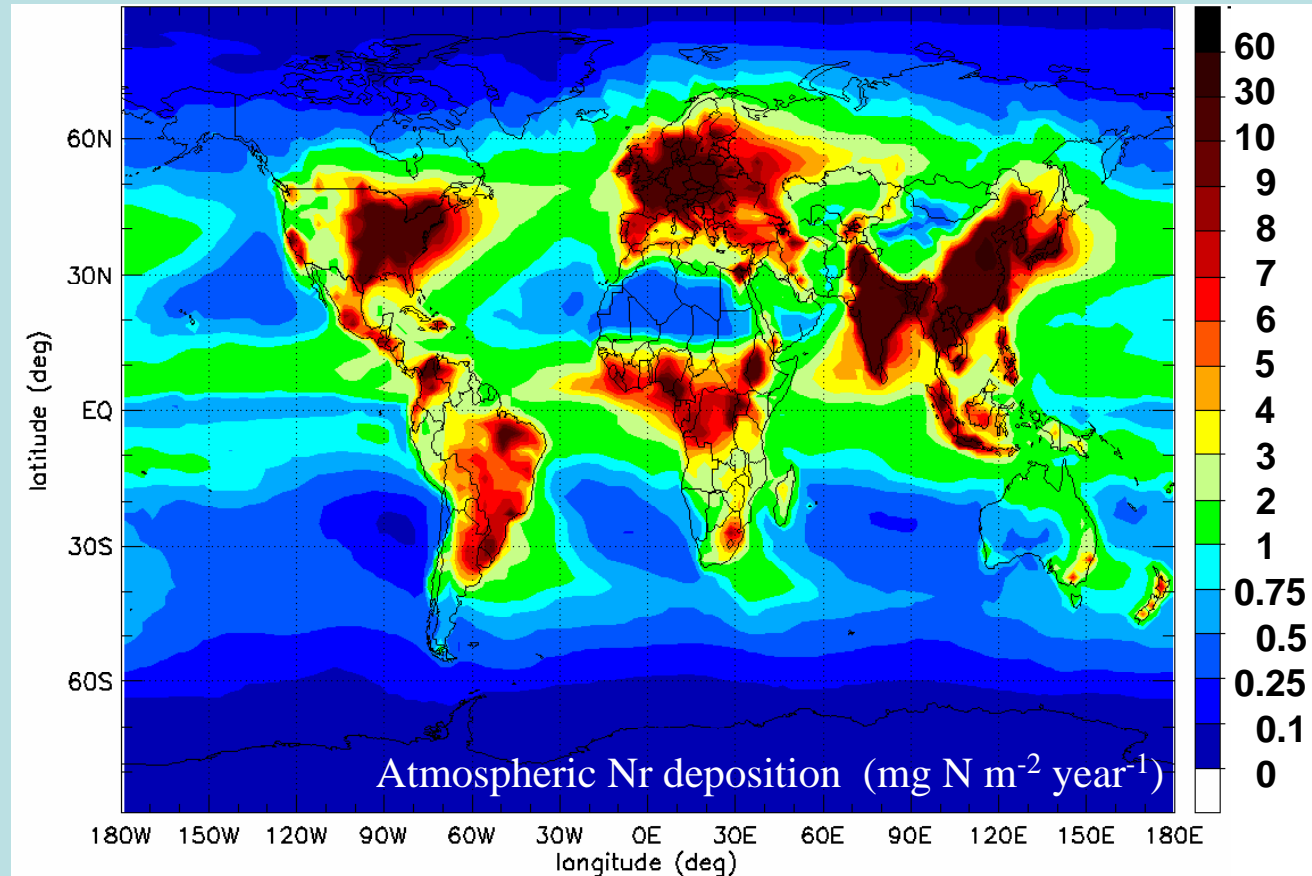 60
30
10
9
8
7
6
5
4
3
2
1
0.75
0.5
0.25
0.1
0
latitude (deg)
60N
30N
EQ
30S
60S
Atmospheric Nr deposition (mg N m-2 year-1)
180W 150W 120W 90W 60W 30W 0E 30E 60E 90E 120E 150E 180E
longitude (deg)